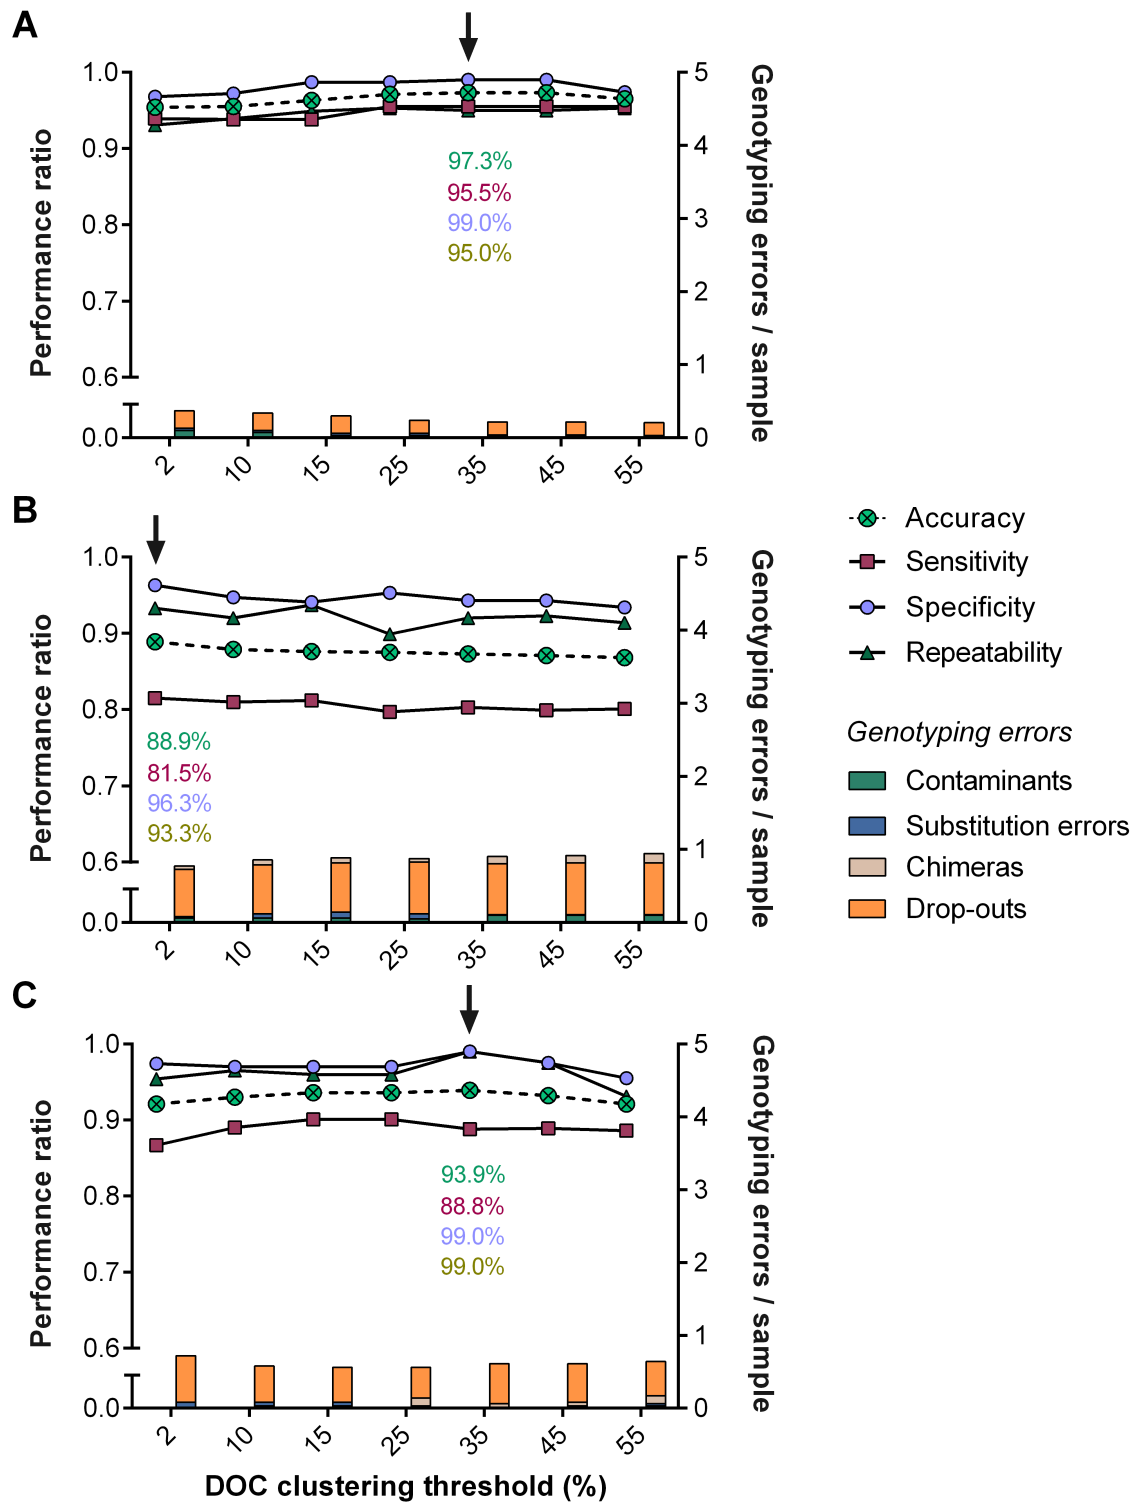 A
Performance ratio
1.0
0.9
0.8
0.7
0.6
0.0
97.3%
95.5%
99.0%
95.0%
5
4
3
2
1
0
Genotyping errors / sample
2 10 15 25 35 45 55
B
Performance ratio
1.0
0.9
0.8
0.7
0.6
0.0
88.9%
81.5%
96.3%
93.3%
5
4
3
2
1
0
Genotyping errors / sample
2 10 15 25 35 45 55
Accuracy
Sensitivity
Specificity
Repeatability
Genotyping errors
Contaminants
Substitution errors
Chimeras
Drop-outs
C
Performance ratio
1.0
0.9
0.8
0.7
0.6
0.0
93.9%
88.8%
99.0%
99.0%
5
4
3
2
1
0
Genotyping errors / sample
2 10 15 25 35 45 55
DOC clustering threshold (%)